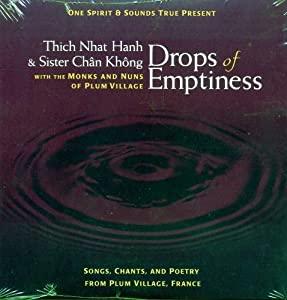 ONE SPIRIT & SOUNDS TRUE PRESENT
Thich Nhat Hanh
& Sister Chân Không
WITH THE MONKS AND NUNS
OF PLUM VILLAGE
Drops of
Emptiness
SONGS, CHANTS, AND POETRY
FROM PLUM VILLAGE, FRANCE